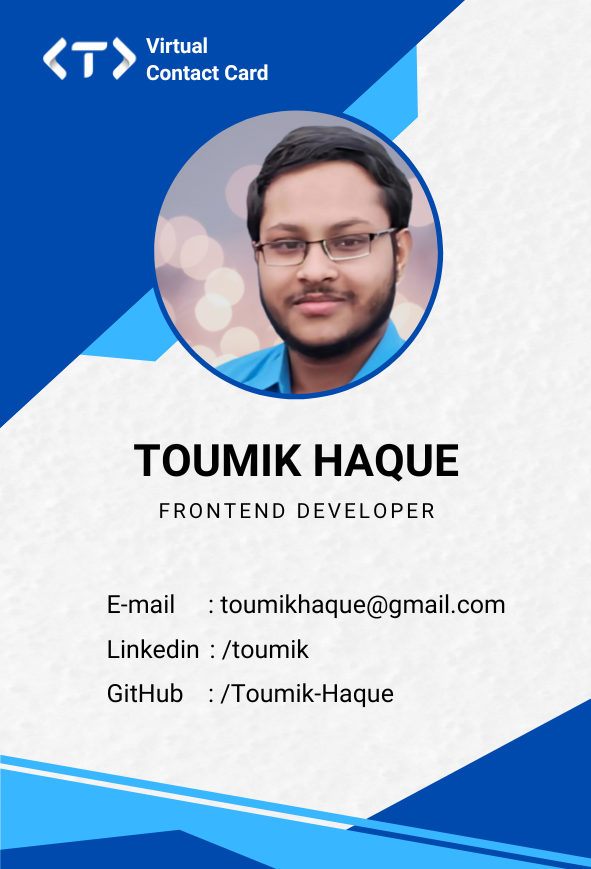 <T> Virtual
Contact Card
TOUMIK HAQUE
FRONTEND DEVELOPER
E-mail : toumikhaque@gmail.com
Linkedin : /toumik
GitHub : /Toumik-Haque